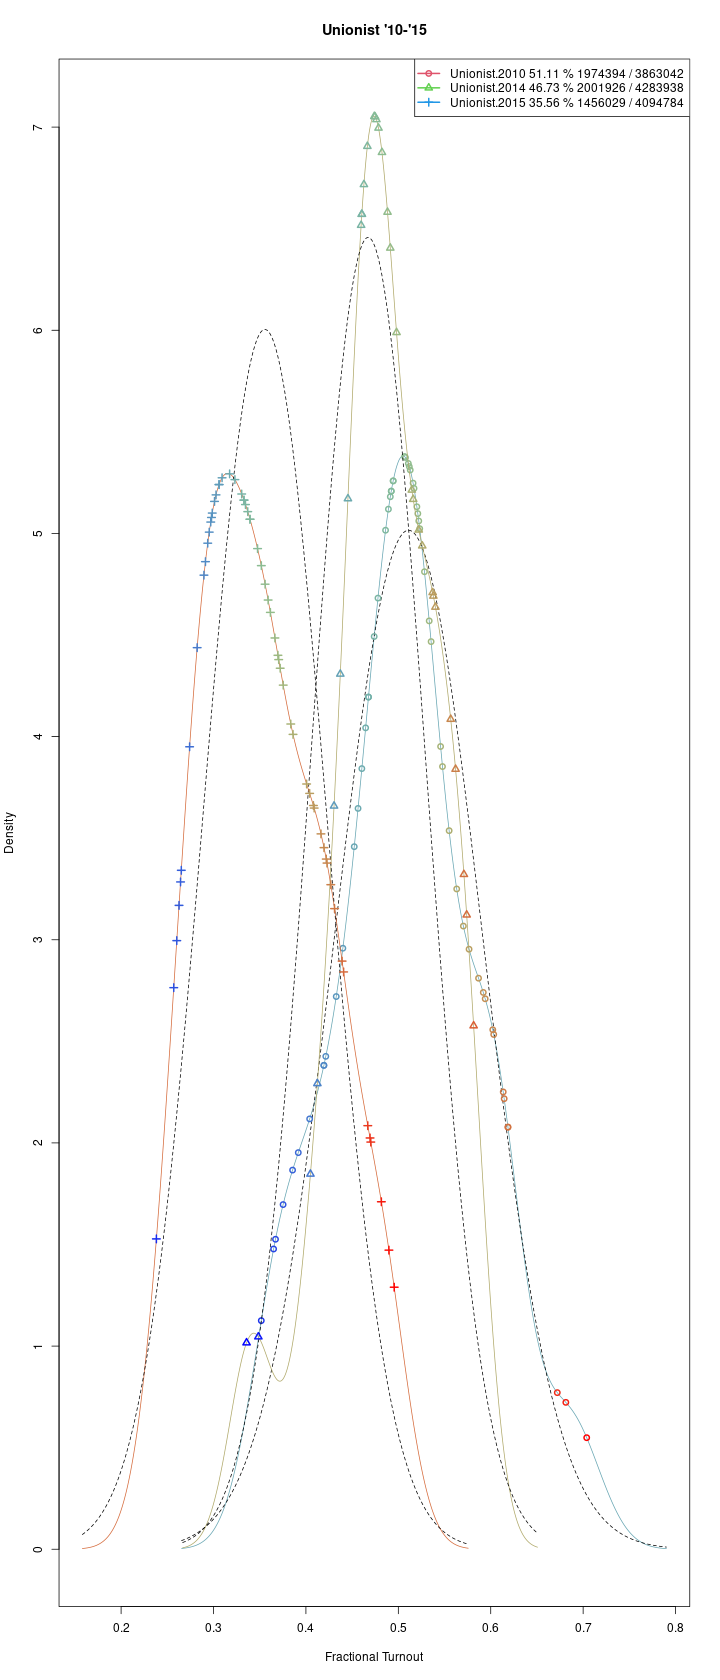 Unionist '10-'15
Unionist.2010 51.11 % 1974394 / 3863042
Unionist.2014 46.73 % 2001926 / 4283938
Unionist.2015 35.56 % 1456029 / 4094784
7
6
5
4
3
2
1
0
Density
0.2 0.3 0.4 0.5 0.6 0.7 0.8
Fractional Turnout